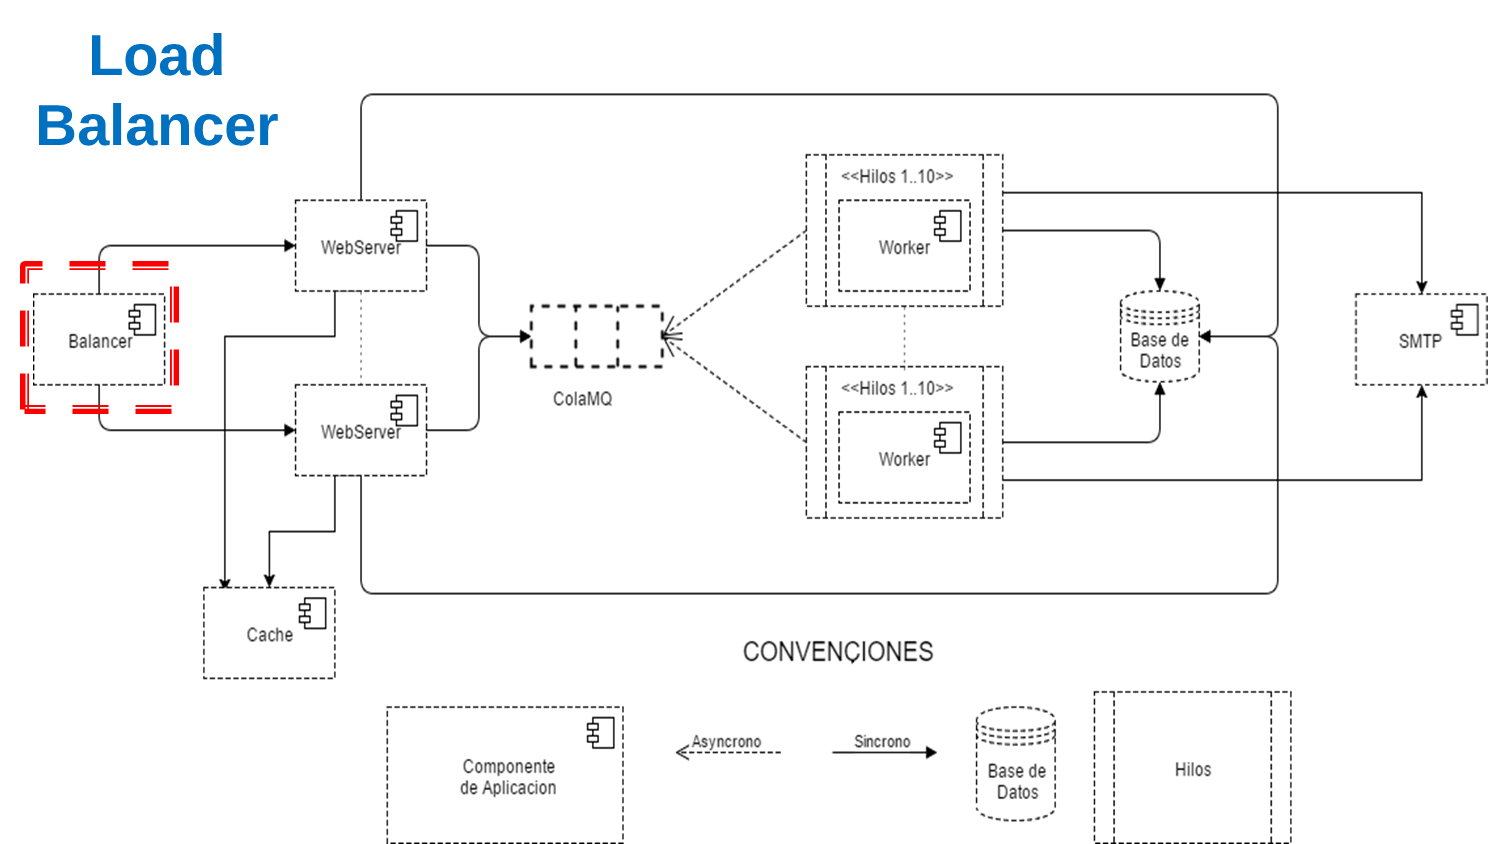 Load
Balancer
<<Hilos 1..10>>
WebServer
Worker
Balancer
Base de
Datos
SMTP
ColaMQ
<<Hilos 1..10>>
WebServer
Worker
Cache
CONVENÇIONES
Asyncrono
Sincrono
Componente
de Aplicacion
Base de
Datos
Hilos